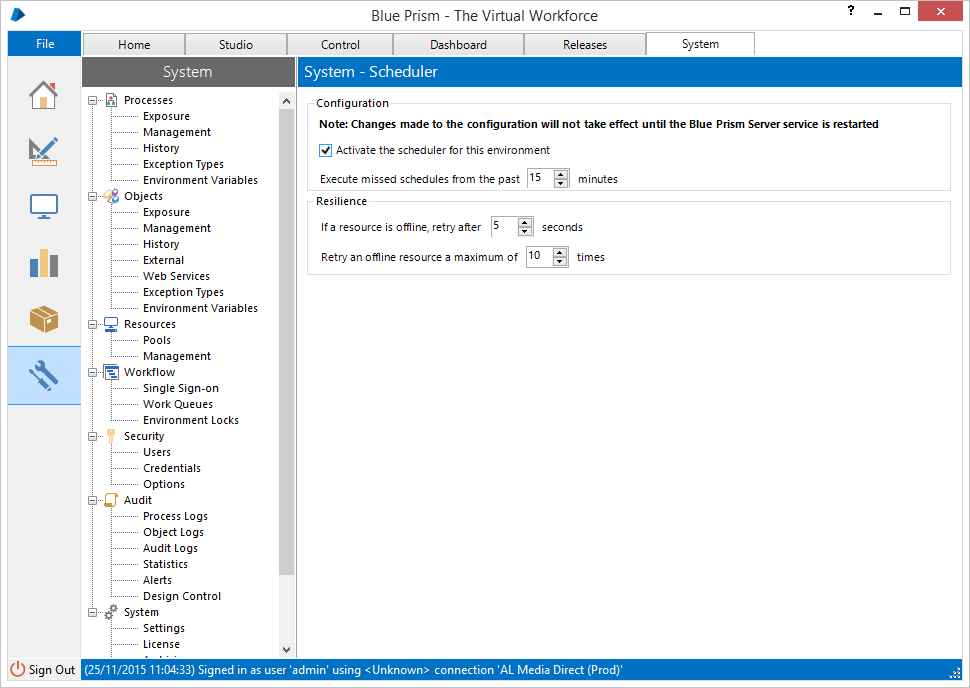 Blue Prism - The Virtual Workforce
?
File
Home
Studio
Control
Dashboard
Releases
System
System
System - Scheduler
Processes
Exposure
Management
History
Exception Types
Environment Variables
Objects
Exposure
Management
History
External
Web Services
Exception Types
Environment Variables
Resources
Pools
Management
Workflow
Single Sign-on
Work Queues
Environment Locks
Security
Users
Credentials
Options
Audit
Process Logs
Object Logs
Audit Logs
Statistics
Alerts
Design Control
System
Settings
License
Configuration
Note: Changes made to the configuration will not take effect until the Blue Prism Server service is restarted
Activate the scheduler for this environment
Execute missed schedules from the past 15 minutes
Resilience
If a resource is offline, retry after 5 seconds
Retry an offline resource a maximum of 10 times
Sign Out
(25/11/2015 11:04:33) Signed in as user 'admin' using <Unknown> connection 'AL Media Direct (Prod)'